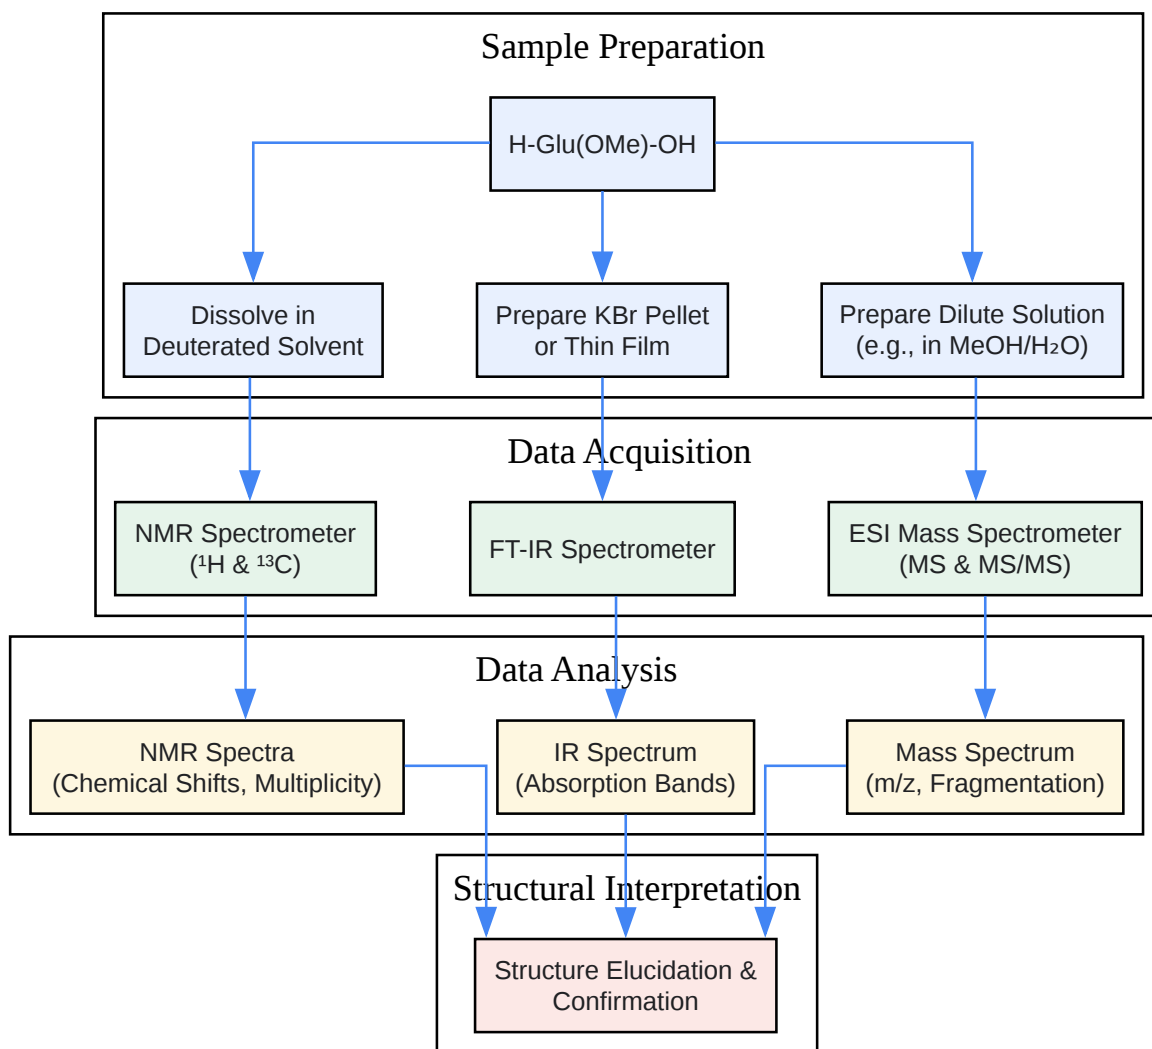 Sample Preparation
H-Glu(OMe)-OH
Dissolve in
Deuterated Solvent
Prepare KBr Pellet
or Thin Film
Prepare Dilute Solution
(e.g., in MeOH/H₂O)
Data Acquisition
NMR Spectrometer
(¹H & ¹³C)
FT-IR Spectrometer
ESI Mass Spectrometer
(MS & MS/MS)
Data Analysis
NMR Spectra
(Chemical Shifts, Multiplicity)
IR Spectrum
(Absorption Bands)
Mass Spectrum
(m/z, Fragmentation)
Structural Interpretation
Structure Elucidation &
Confirmation